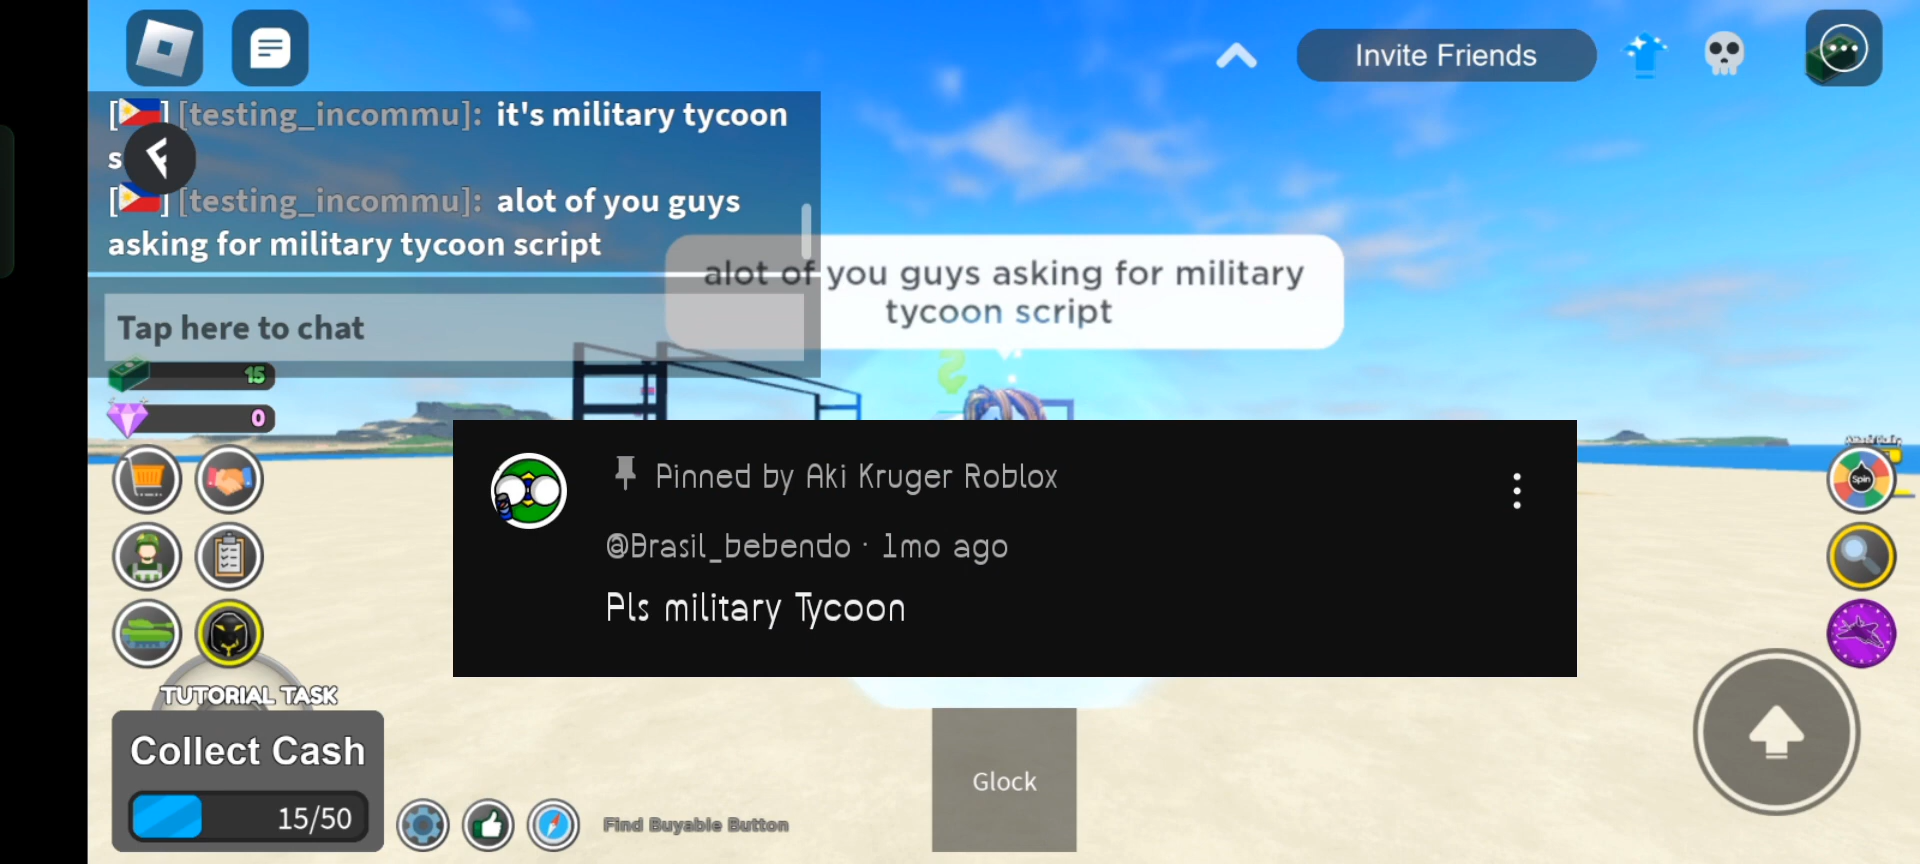 Invite Friends
[testing_incommu]: it's military tycoon
s
[testing_incommu]: alot of you guys
asking for military tycoon script
alot of you guys asking for military
tycoon script
Tap here to chat
15
0
Pinned by Aki Kruger Roblox
@Brasil_bebendo · 1mo ago
Pls military Tycoon
Spin
TUTORIAL TASK
Collect Cash
15/50
Find Buyable Button
Glock